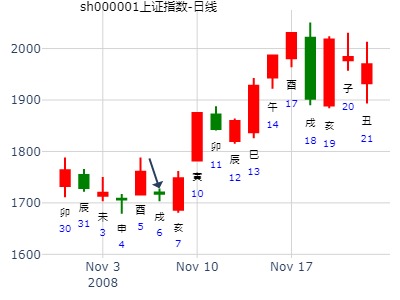 sh000001上证指数-日线
2000
1900
1800
1700
1600
卯
30
辰
31
未
3
申
4
酉
5
戌
6
亥
7
寅
10
卯
11
辰
12
巳
13
午
14
酉
17
戌
18
亥
19
子
20
丑
21
Nov 3
2008
Nov 10
Nov 17